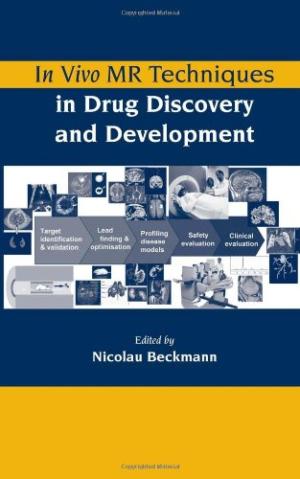 In Vivo MR Techniques
in Drug Discovery
and Development
Target
identification
& validation
Lead
finding &
optimisation
Profiling
disease
models
Safety
evaluation
Clinical
evaluation
Edited by
Nicolau Beckmann